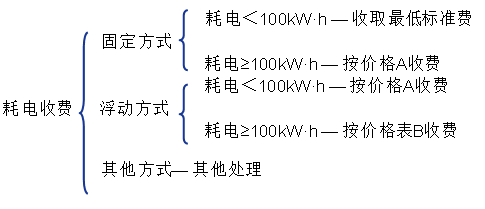 耗电＜100kW·h — 收取最低标准费
固定方式
耗电≥100kW·h — 按价格A收费
耗电＜100kW·h — 按价格A收费
耗电收费
浮动方式
耗电≥100kW·h — 按价格表B收费
其他方式— 其他处理